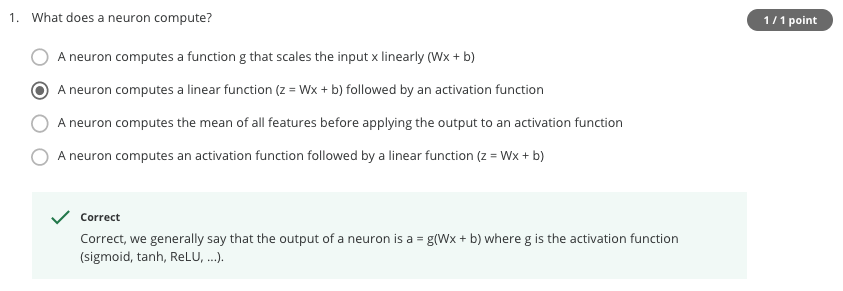 1. What does a neuron compute?
1 / 1 point
A neuron computes a function g that scales the input x linearly (Wx + b)
A neuron computes a linear function (z = Wx + b) followed by an activation function
A neuron computes the mean of all features before applying the output to an activation function
A neuron computes an activation function followed by a linear function (z = Wx + b)
Correct
Correct, we generally say that the output of a neuron is a = g(Wx + b) where g is the activation function
(sigmoid, tanh, ReLU, ...).